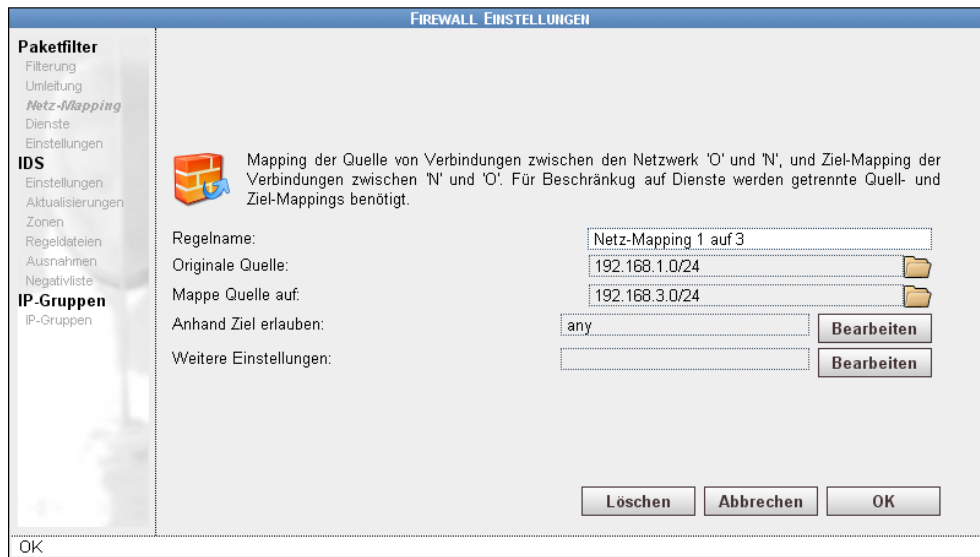 FIREWALL EINSTELLUNGEN
Paketfilter
Filterung
Umleitung
Netz-Mapping
Dienste
Einstellungen
IDS
Einstellungen
Aktualisierungen
Zonen
Regeldateien
Ausnahmen
Negativliste
IP-Gruppen
IP-Gruppen
Mapping der Quelle von Verbindungen zwischen den Netzwerk 'O' und 'N', und Ziel-Mapping der
Verbindungen zwischen 'N' und 'O'. Für Beschränkug auf Dienste werden getrennte Quell- und
Ziel-Mappings benötigt.
Regelname: Netz-Mapping 1 auf 3
Originale Quelle: 192.168.1.0/24
Mappe Quelle auf: 192.168.3.0/24
Anhand Ziel erlauben: any Bearbeiten
Weitere Einstellungen: Bearbeiten
Löschen Abbrechen OK
OK